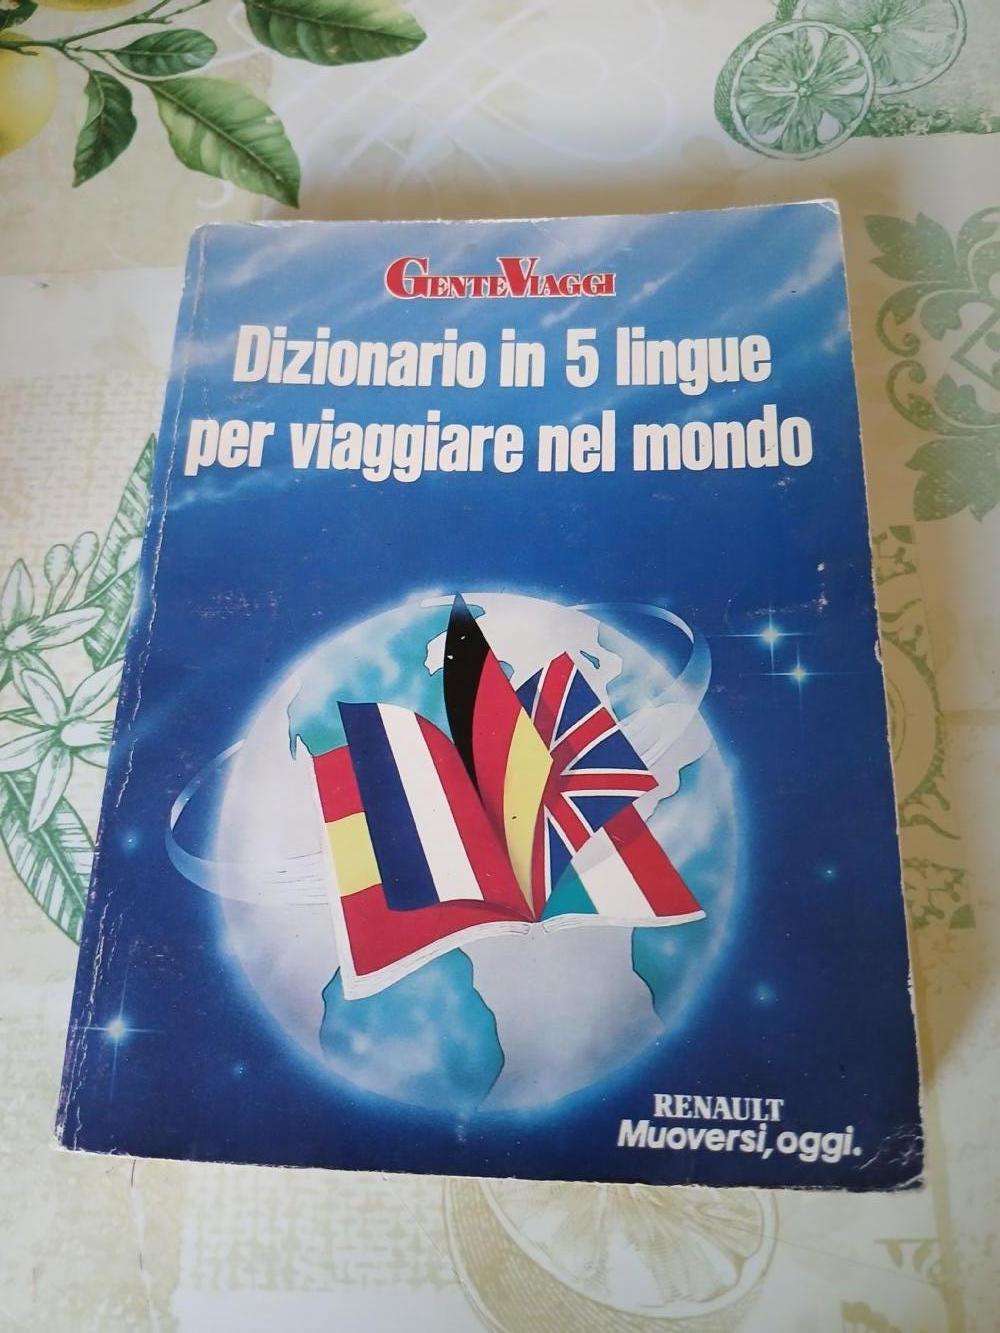 GENTEVIAGGI
Dizionario in 5 lingue
per viaggiare nel mondo
RENAULT
Muoversi, oggi.